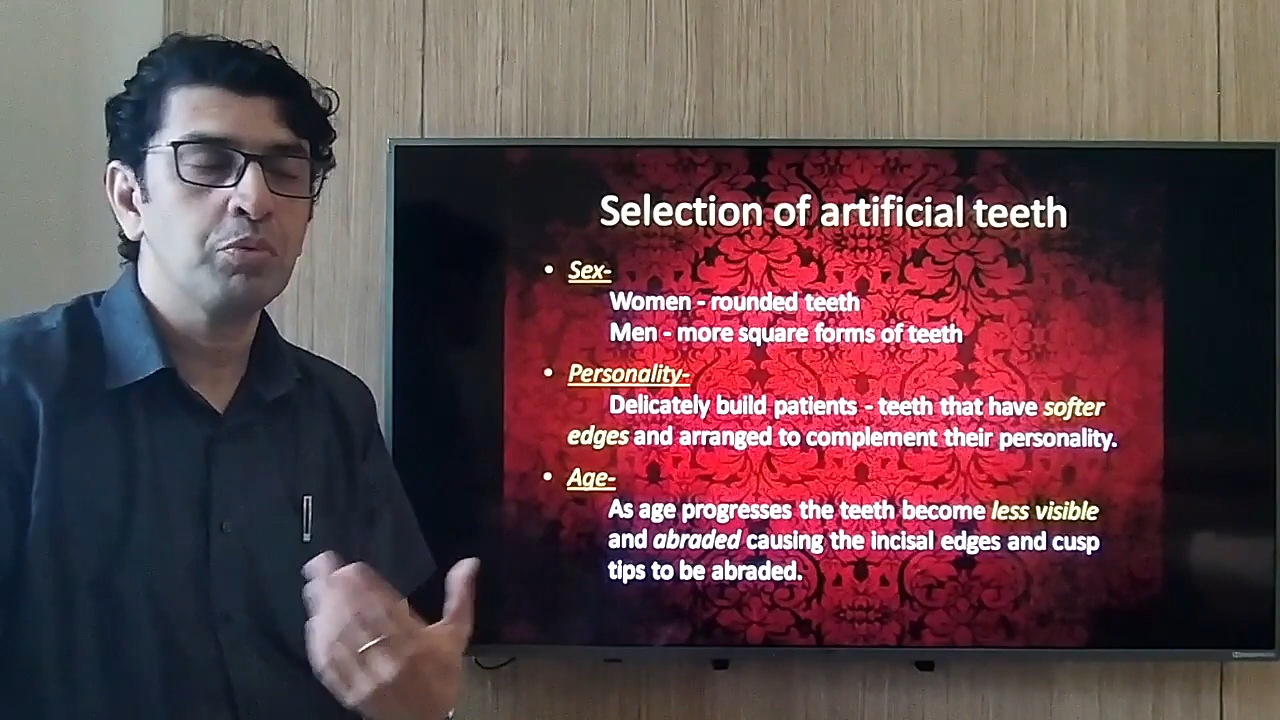 Selection of artificial teeth
• Sex-
Women - rounded teeth
Men - more square forms of teeth
• Personality-
Delicately build patients - teeth that have softer
edges and arranged to complement their personality.
• Age-
As age progresses the teeth become less visible
and abraded causing the incisal edges and cusp
tips to be abraded.